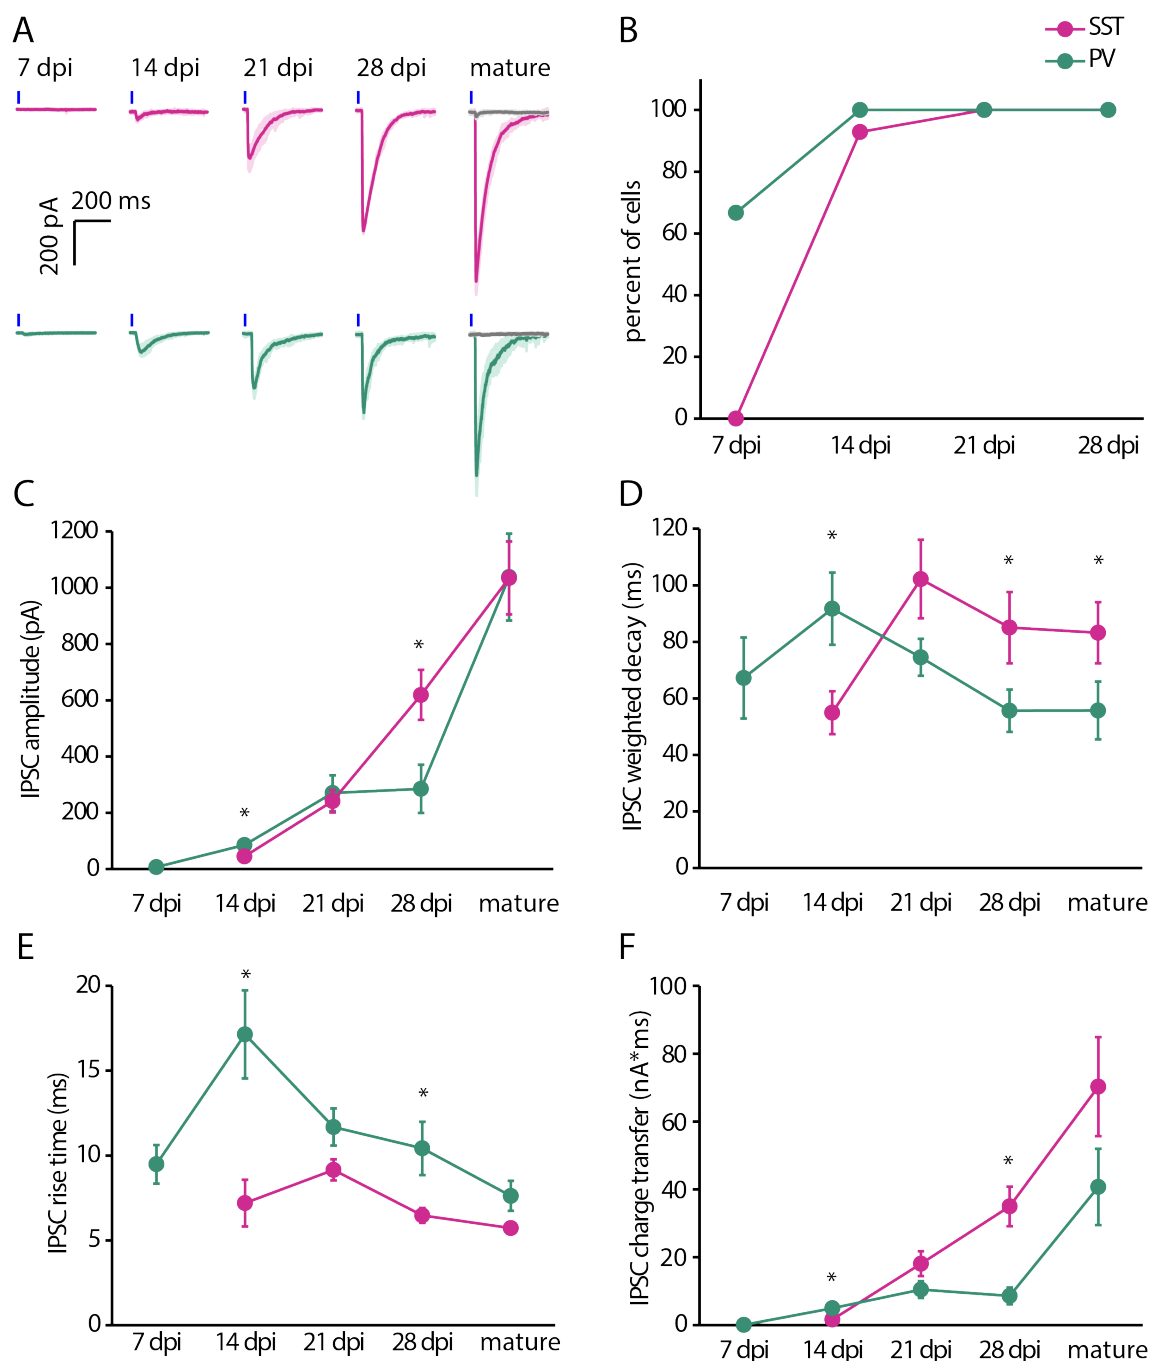 A
7 dpi
14 dpi
21 dpi
28 dpi
mature
200 ms
200 pA
B
SST
PV
100
80
60
40
20
0
percent of cells
7 dpi
14 dpi
21 dpi
28 dpi
C
1200
1000
800
600
400
200
0
IPSC amplitude (pA)
*
*
7 dpi
14 dpi
21 dpi
28 dpi
mature
D
120
100
80
60
40
20
0
IPSC weighted decay (ms)
*
*
*
7 dpi
14 dpi
21 dpi
28 dpi
mature
E
20
15
10
5
0
IPSC rise time (ms)
*
*
7 dpi
14 dpi
21 dpi
28 dpi
mature
F
100
80
60
40
20
0
IPSC charge transfer (nA*ms)
*
*
7 dpi
14 dpi
21 dpi
28 dpi
mature